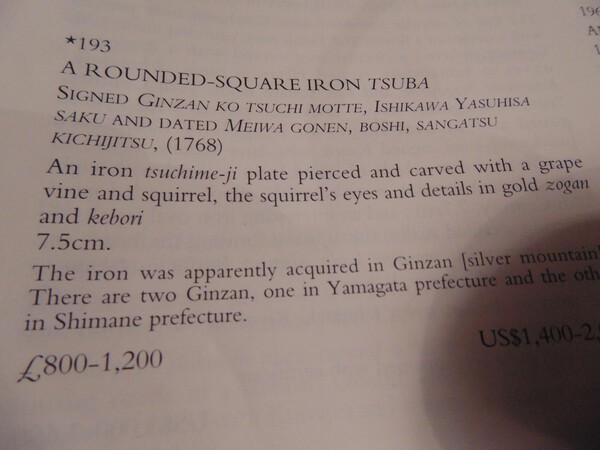 *193
A ROUNDED-SQUARE IRON TSUBA
SIGNED GINZAN KO TSUCHI MOTTE, ISHIKAWA YASUHISA
SAKU AND DATED MEIWA GONEN, BOSHI, SANGATSU
KICHIJITSU, (1768)
An iron tsuchime-ji plate pierced and carved with a grape
vine and squirrel, the squirrel's eyes and details in gold zogan
and kebori
7.5cm.
The iron was apparently acquired in Ginzan [silver mountain]
There are two Ginzan, one in Yamagata prefecture and the oth
in Shimane prefecture.
£800-1,200
US$1,400-2,